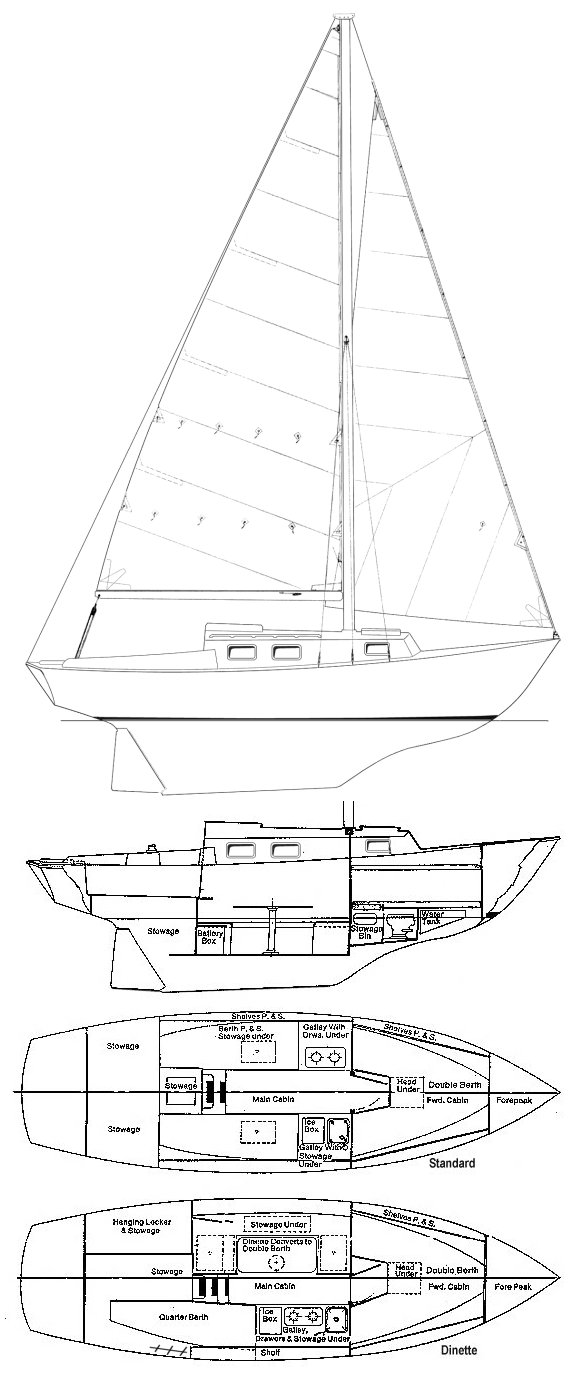 Stowage
Battery
Box
Stowage
Bin
Water
Tank
Shelves P. & S.
Stowage
Berth P. & S.
Stowage under
Galley With
Drws. Under
Shelves P. & S.
Stowage
Main Cabin
Head
Under
Double Berth
Fwd. Cabin
Forepeak
Stowage
Ice
Box
Galley With
Stowage
Under
Standard
Hanging Locker
& Stowage
Stowage Under
Dinette Converts to
Double Berth
Shelves P. & S.
Stowage
Main Cabin
Head
Under
Double Berth
Fwd. Cabin
Fore Peak
Quarter Berth
Ice
Box
Galley,
Drawers & Stowage Under
Shelf
Dinette